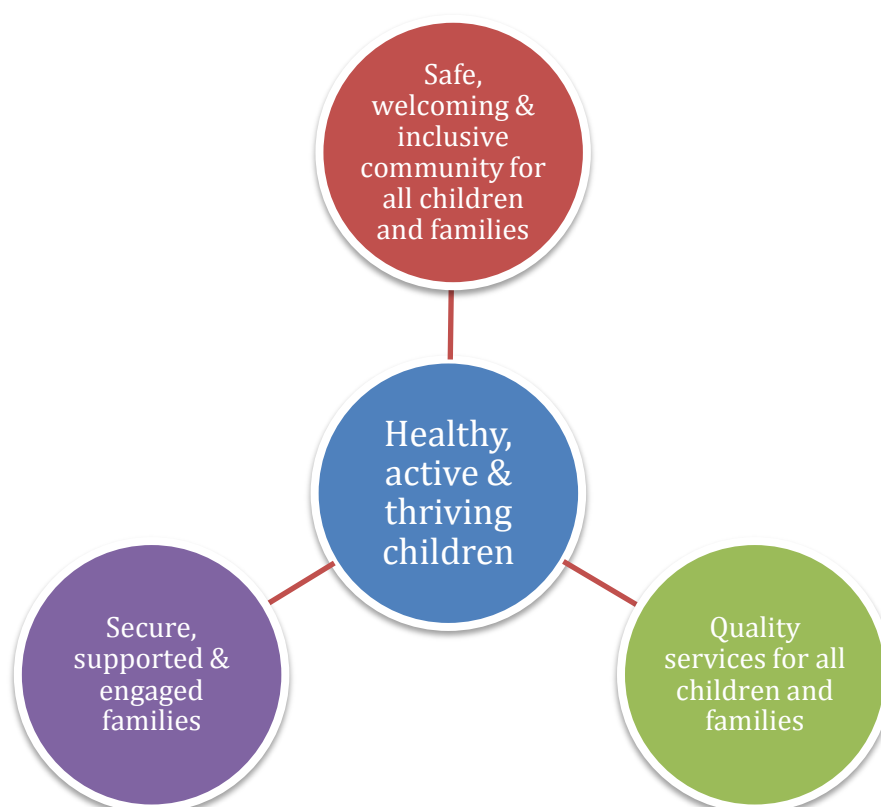 Safe,
welcoming &
inclusive
community for
all children
and families
Healthy,
active &
thriving
children
Secure,
supported &
engaged
families
Quality
services for all
children and
families